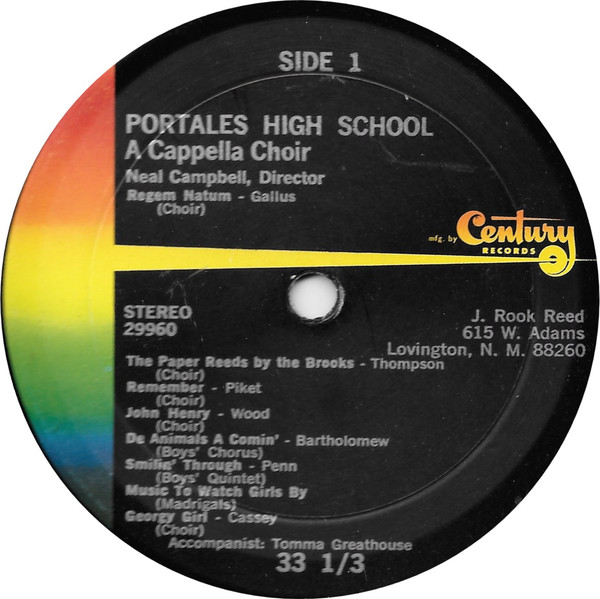 SIDE 1
PORTALES HIGH SCHOOL
A Cappella Choir
Neal Campbell, Director
Regem Natum - Gallus
(Choir)
mfg. by Century
RECORDS
STEREO
29960
J. Rook Reed
615 W. Adams
Lovington, N. M. 88260
The Paper Reeds by the Brooks - Thompson
(Choir)
Remember - Piket
(Choir)
John Henry - Wood
(Choir)
De Animals A Comin' - Bartholomew
(Boys' Chorus)
Smilin' Through - Penn
(Boys' Quintet)
Music To Watch Girls By
(Madrigals)
Georgy Girl - Cassey
(Choir)
Accompanist: Tomma Greathouse
33 1/3